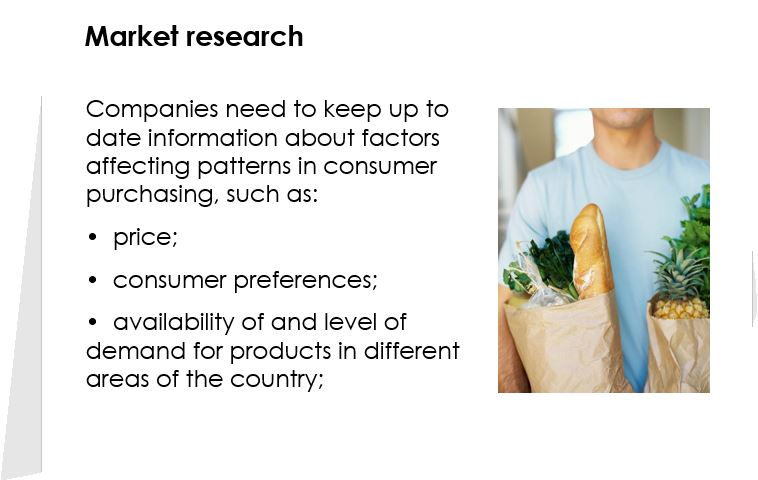 Market research
Companies need to keep up to
date information about factors
affecting patterns in consumer
purchasing, such as:
• price;
• consumer preferences;
• availability of and level of
demand for products in different
areas of the country;